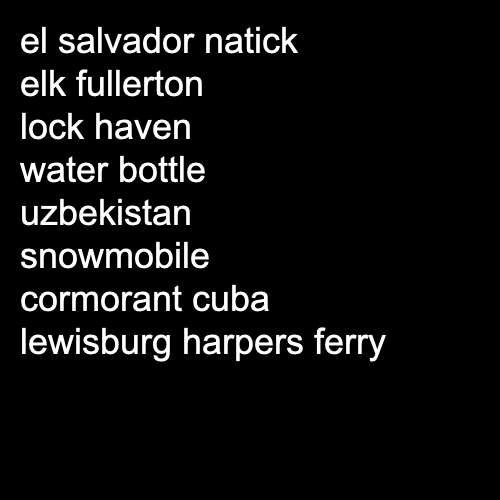 el salvador natick
elk fullerton
lock haven
water bottle
uzbekistan
snowmobile
cormorant cuba
lewisburg harpers ferry